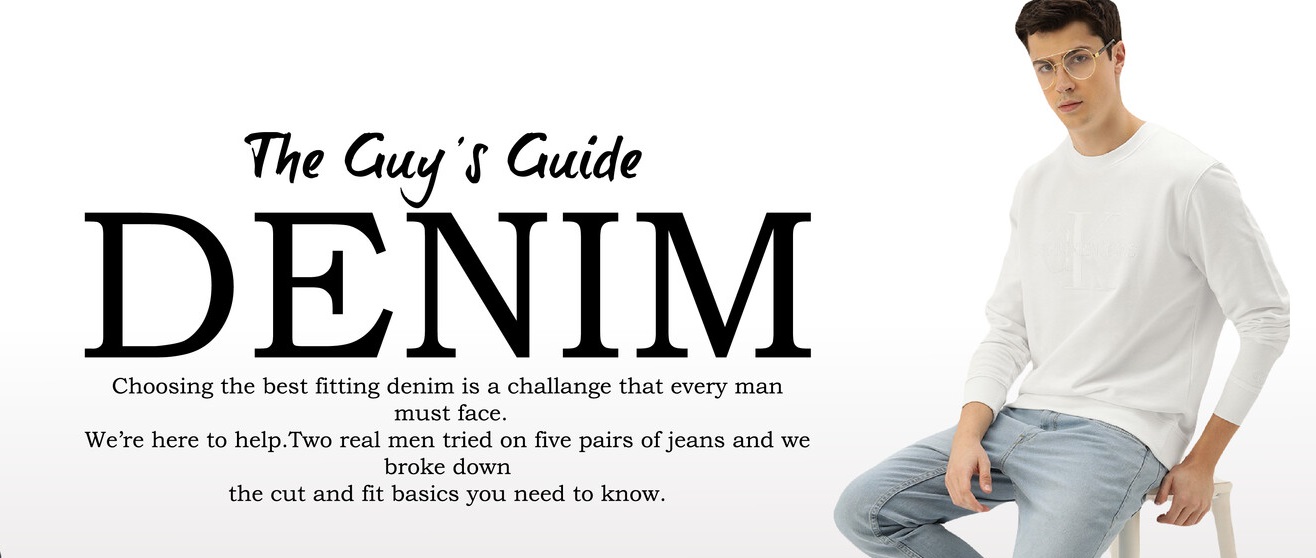 The Guy's Guide
DENIM
Choosing the best fitting denim is a challange that every man
must face.
We’re here to help.Two real men tried on five pairs of jeans and we
broke down
the cut and fit basics you need to know.